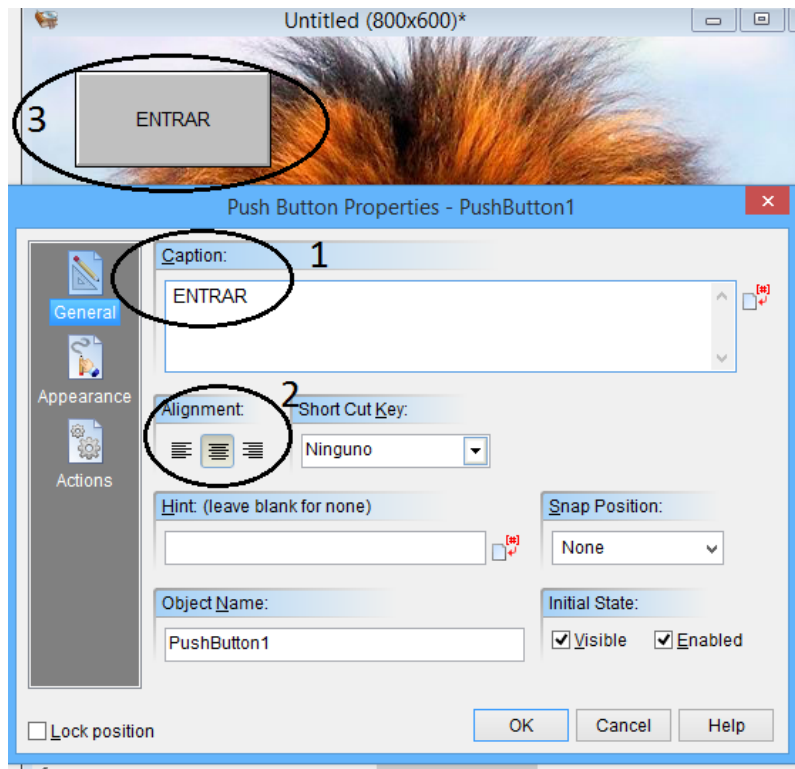 Untitled (800x600)*
3
ENTRAR
Push Button Properties - PushButton1
General
Appearance
Actions
Caption:
1
ENTRAR
[#]
Alignment:
2
Short Cut Key:
Ninguno
Hint: (leave blank for none)
[#]
Snap Position:
None
Object Name:
PushButton1
Initial State:
Visible
Enabled
Lock position
OK
Cancel
Help